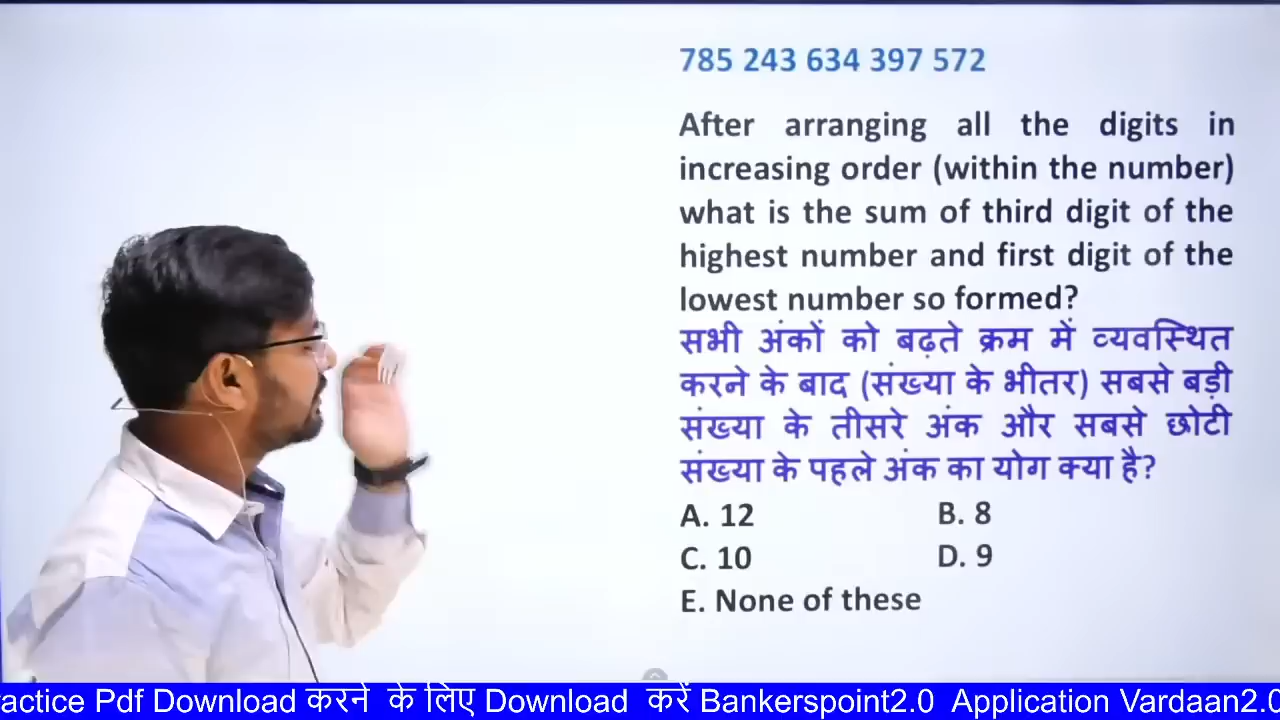 785 243 634 397 572
After arranging all the digits in
increasing order (within the number)
what is the sum of third digit of the
highest number and first digit of the
lowest number so formed?
सभी अंकों को बढ़ते क्रम में व्यवस्थित
करने के बाद (संख्या के भीतर) सबसे बड़ी
संख्या के तीसरे अंक और सबसे छोटी
संख्या के पहले अंक का योग क्या है?
A. 12 B. 8
C. 10 D. 9
E. None of these
ractice Pdf Download करने के लिए Download करें Bankerspoint2.0 Application Vardaan2.0